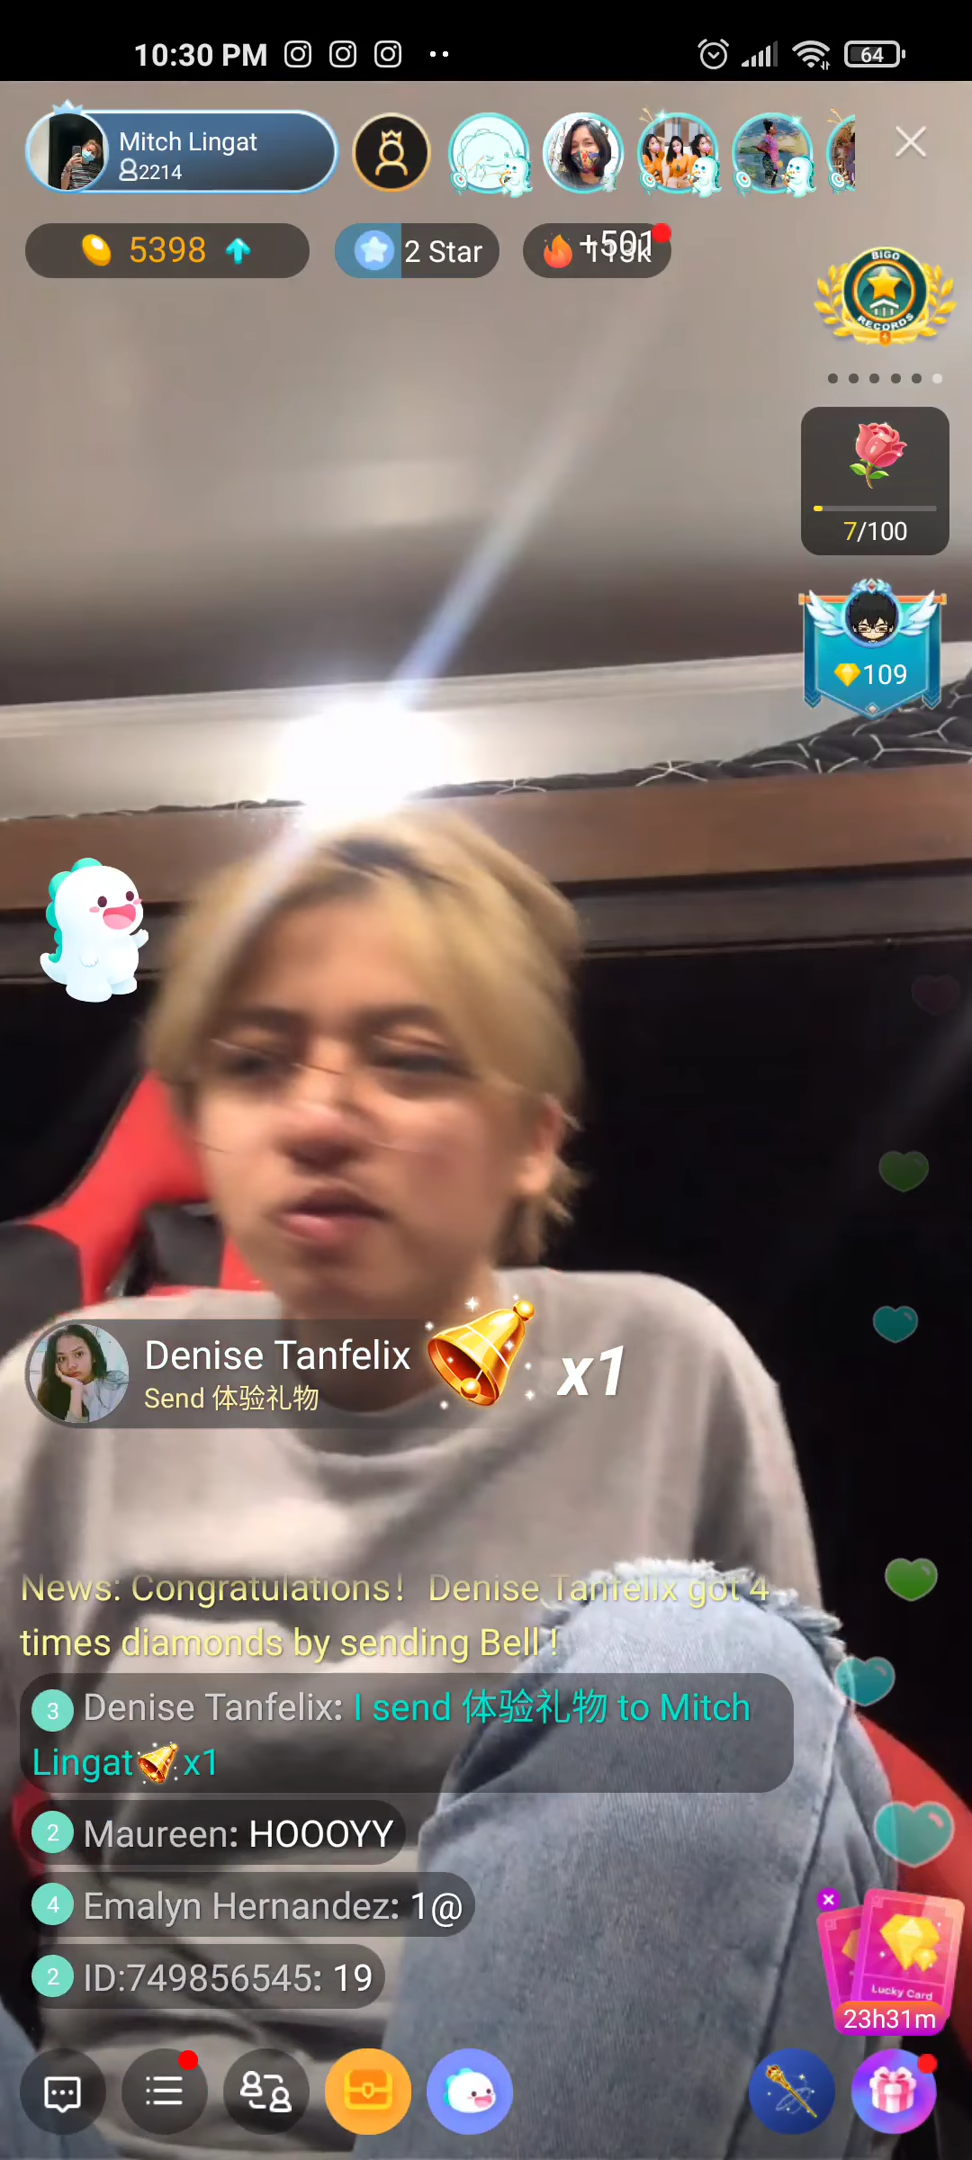 10:30 PM
64
Mitch Lingat
2214
5398
2 Star
+501
BIGO
RECORDS
7/100
109
Denise Tanfelix
Send 体验礼物
x1
News: Congratulations！ Denise Tanfelix got 4
times diamonds by sending Bell !
3 Denise Tanfelix: I send 体验礼物 to Mitch
Lingat x1
2 Maureen: HOOOYY
4 Emalyn Hernandez: 1@
2 ID:749856545: 19
Lucky Card
23h31m